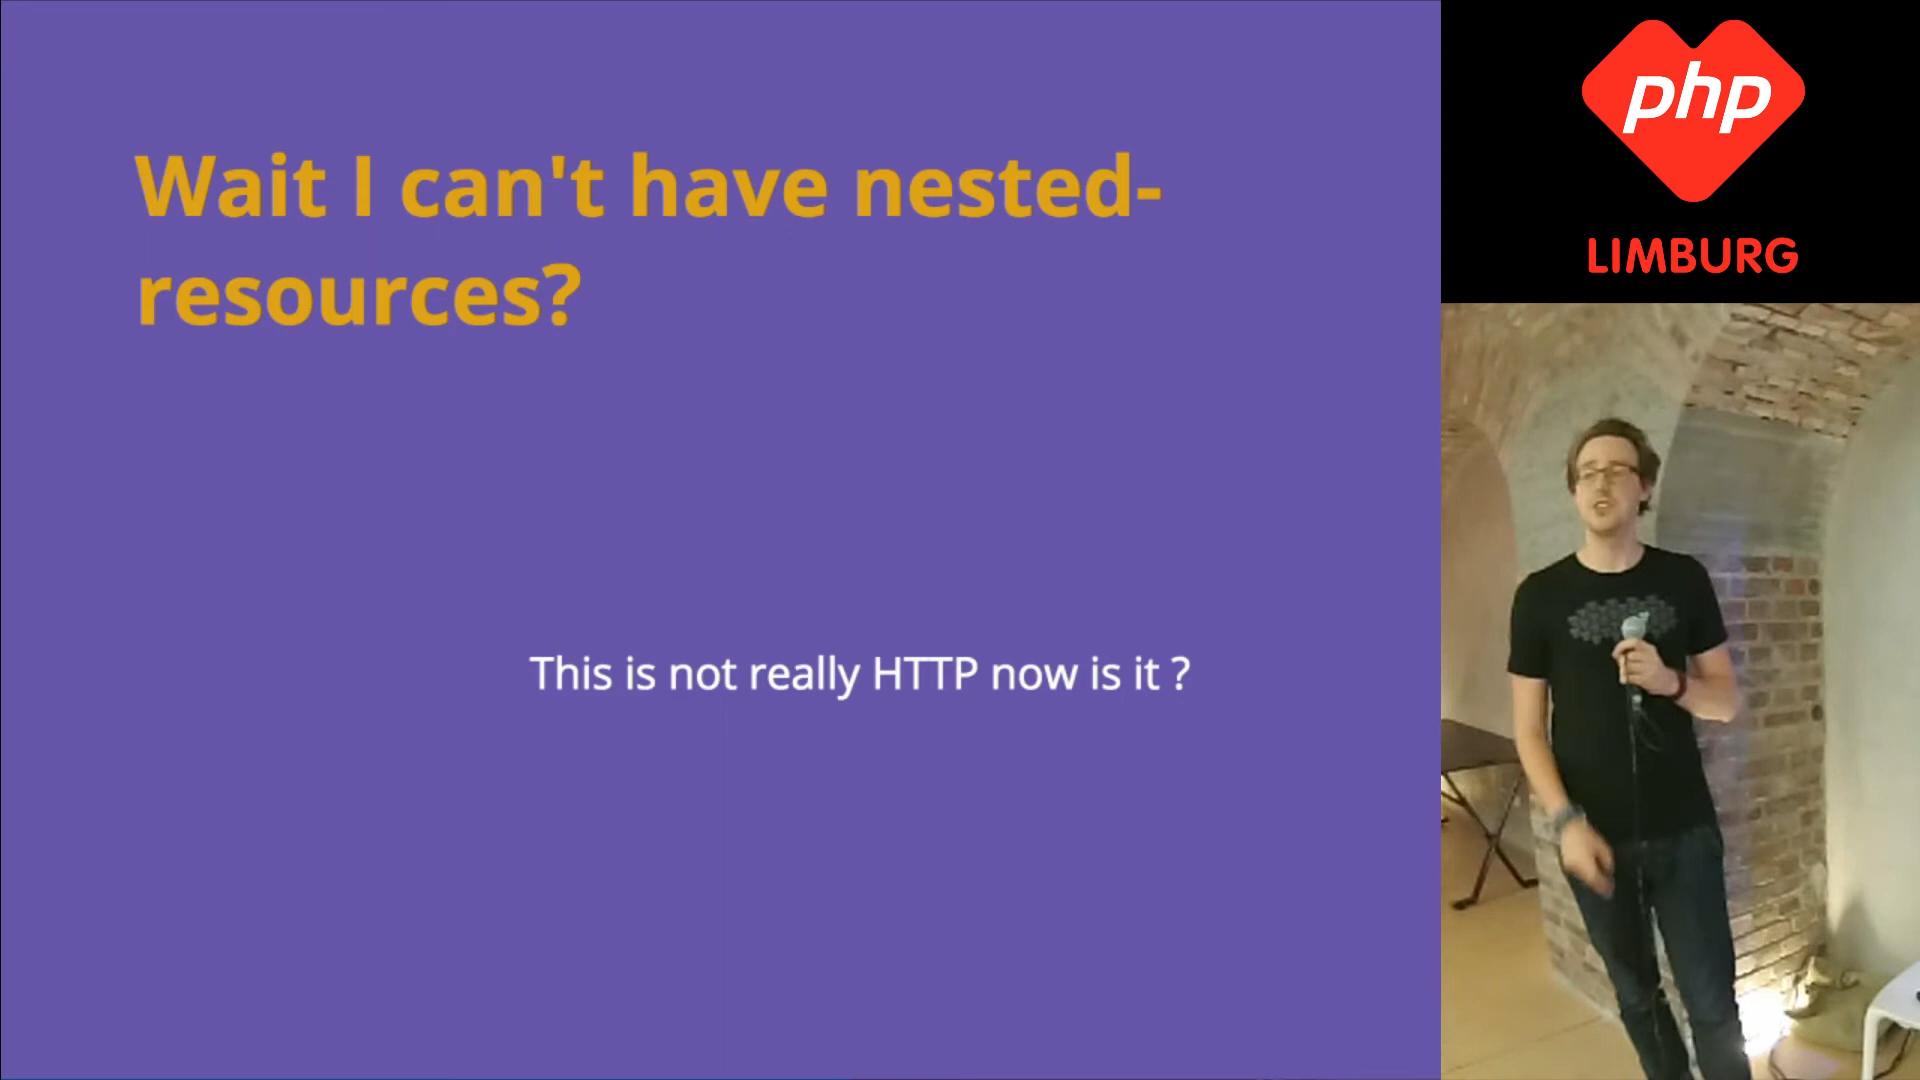 Wait I can't have nested-
resources?
This is not really HTTP now is it ?
php
LIMBURG